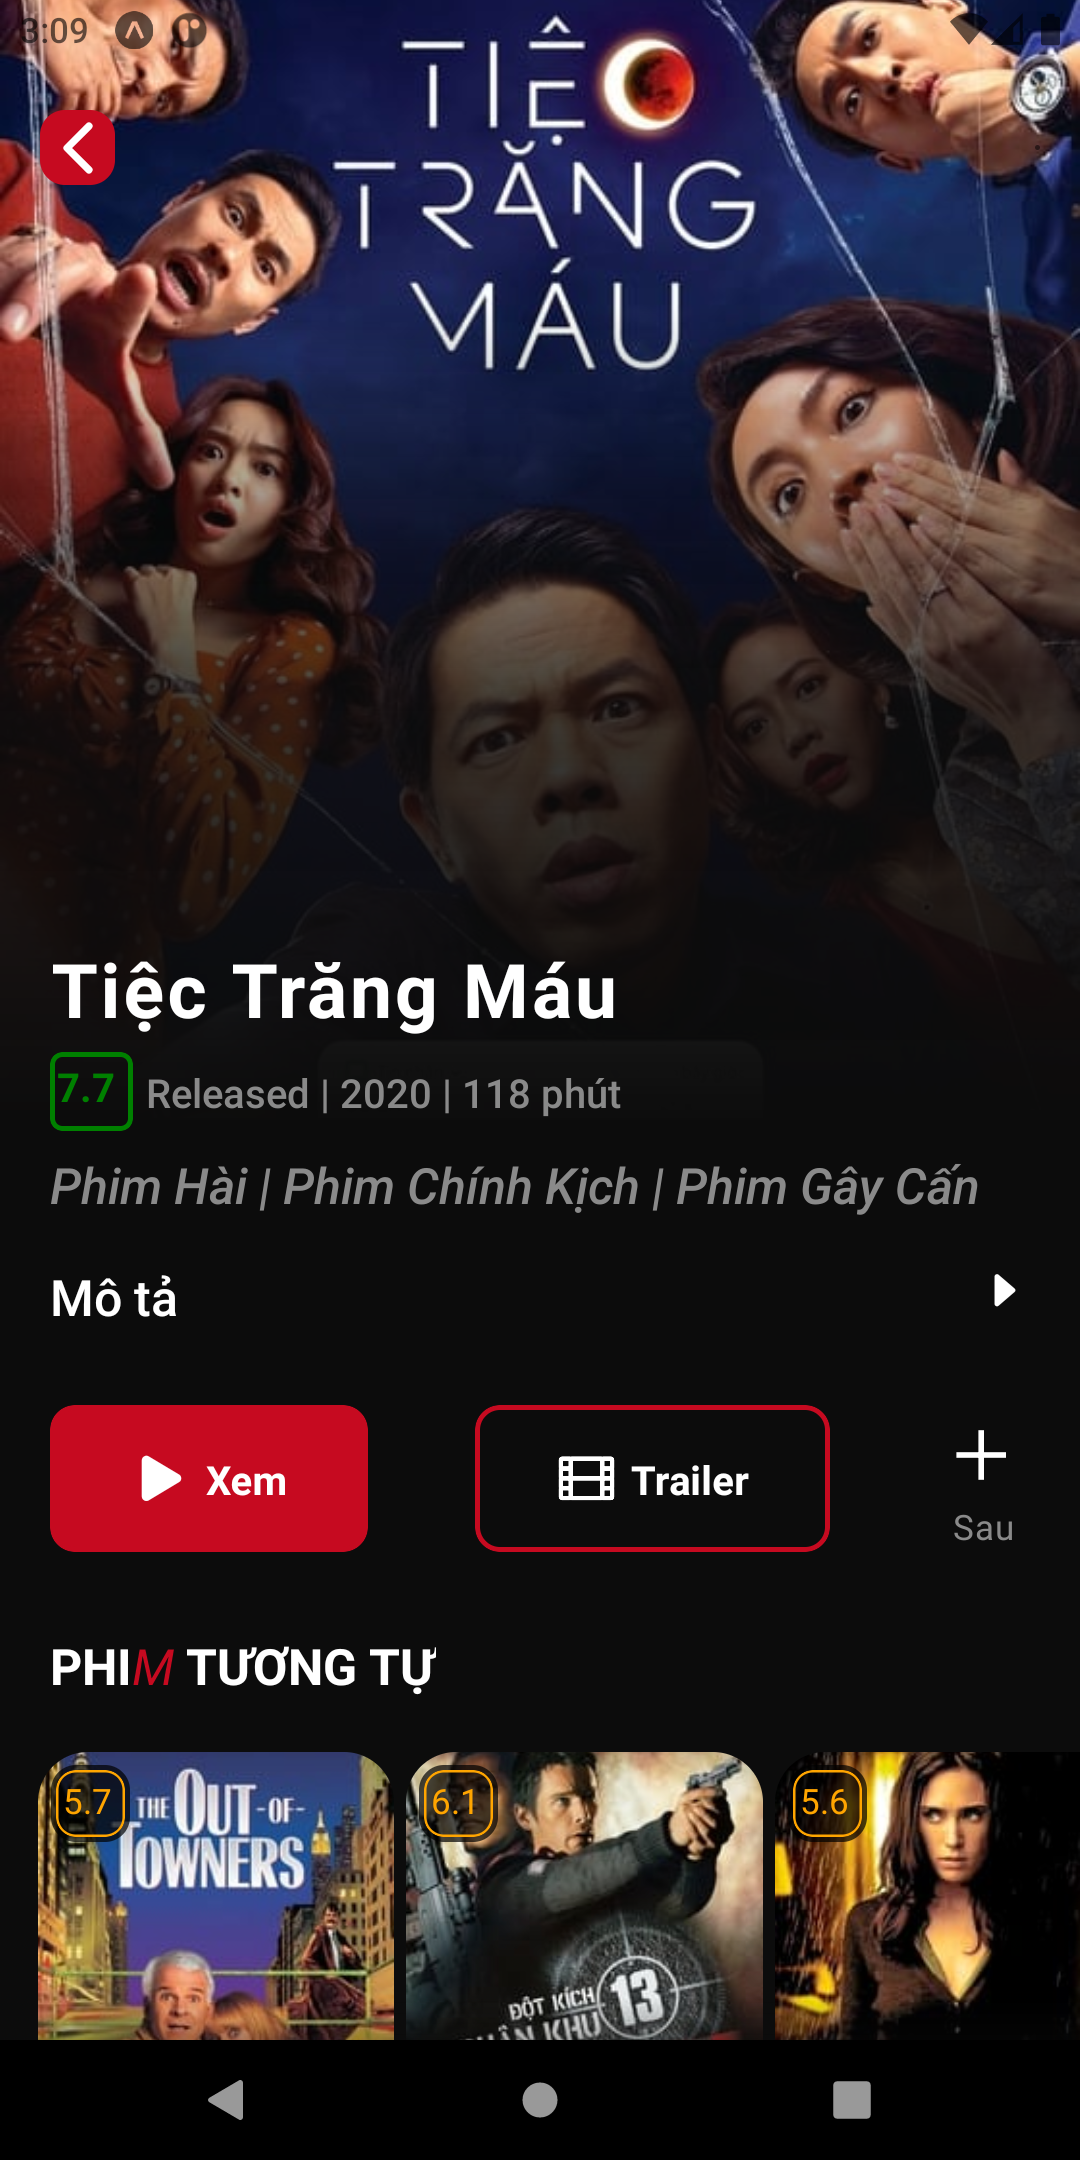 3:09
TIỆC
TRĂNG
MÁU
Tiệc Trăng Máu
7.7 Released | 2020 | 118 phút
Phim Hài | Phim Chính Kịch | Phim Gây Cấn
Mô tả
Xem
Trailer
Sau
PHIM TƯƠNG TỰ
5.7
THE OUT-OF-
TOWNERS
6.1
ĐỘT KÍCH
PHÂN KHU
13
5.6